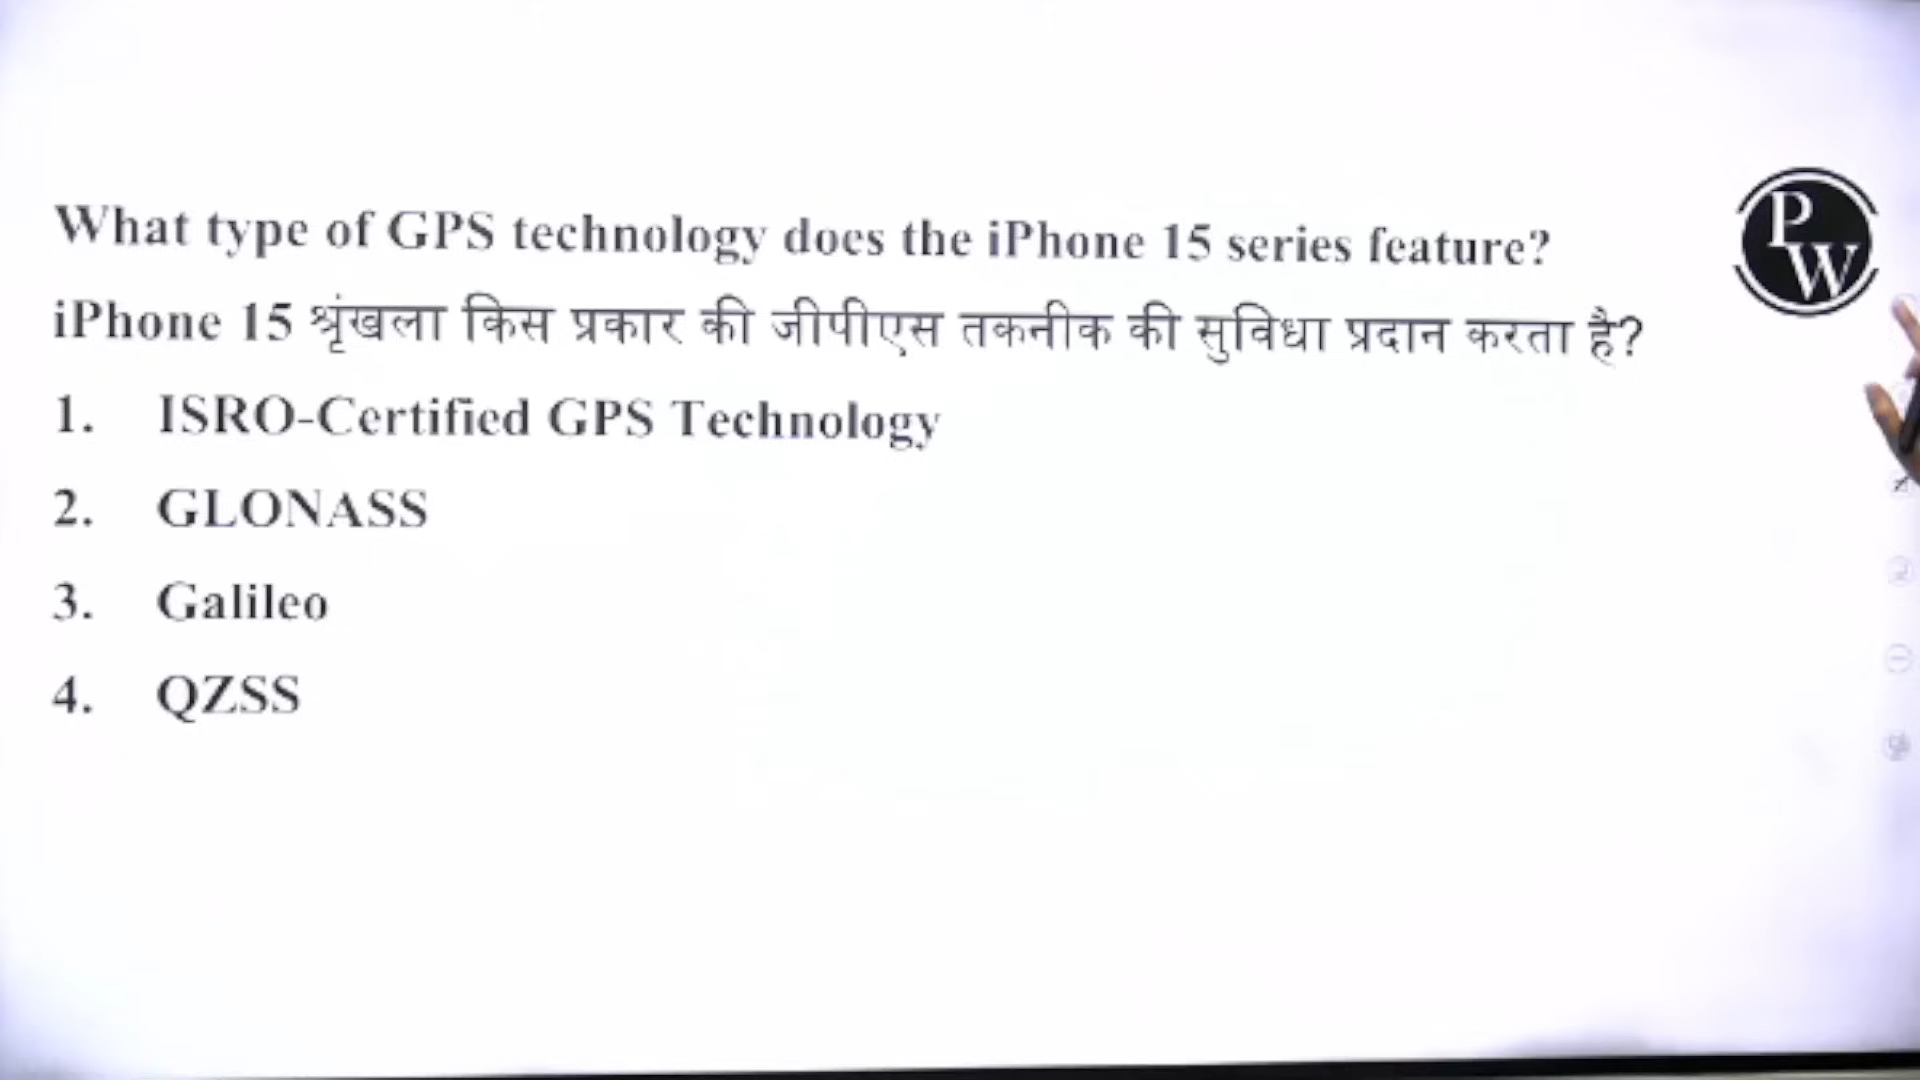 What type of GPS technology does the iPhone 15 series feature?
iPhone 15 श्रृंखला किस प्रकार की जीपीएस तकनीक की सुविधा प्रदान करता है?
1. ISRO-Certified GPS Technology
2. GLONASS
3. Galileo
4. QZSS
PW